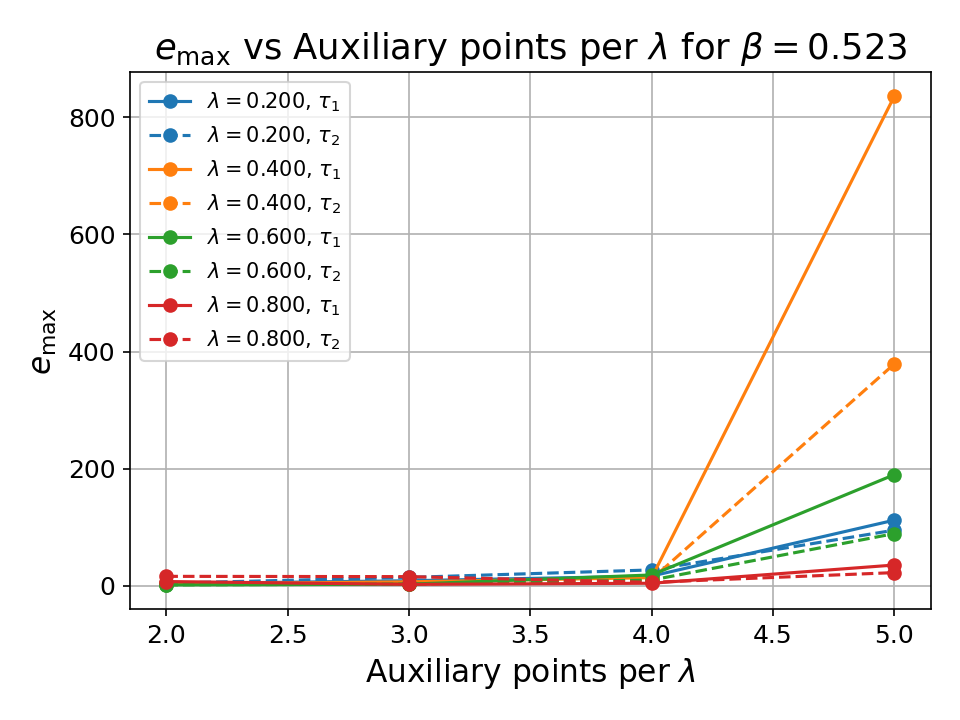 e_max vs Auxiliary points per λ for β = 0.523
λ = 0.200, τ₁
λ = 0.200, τ₂
λ = 0.400, τ₁
λ = 0.400, τ₂
λ = 0.600, τ₁
λ = 0.600, τ₂
λ = 0.800, τ₁
λ = 0.800, τ₂
800
600
400
200
0
e_max
2.0 2.5 3.0 3.5 4.0 4.5 5.0
Auxiliary points per λ